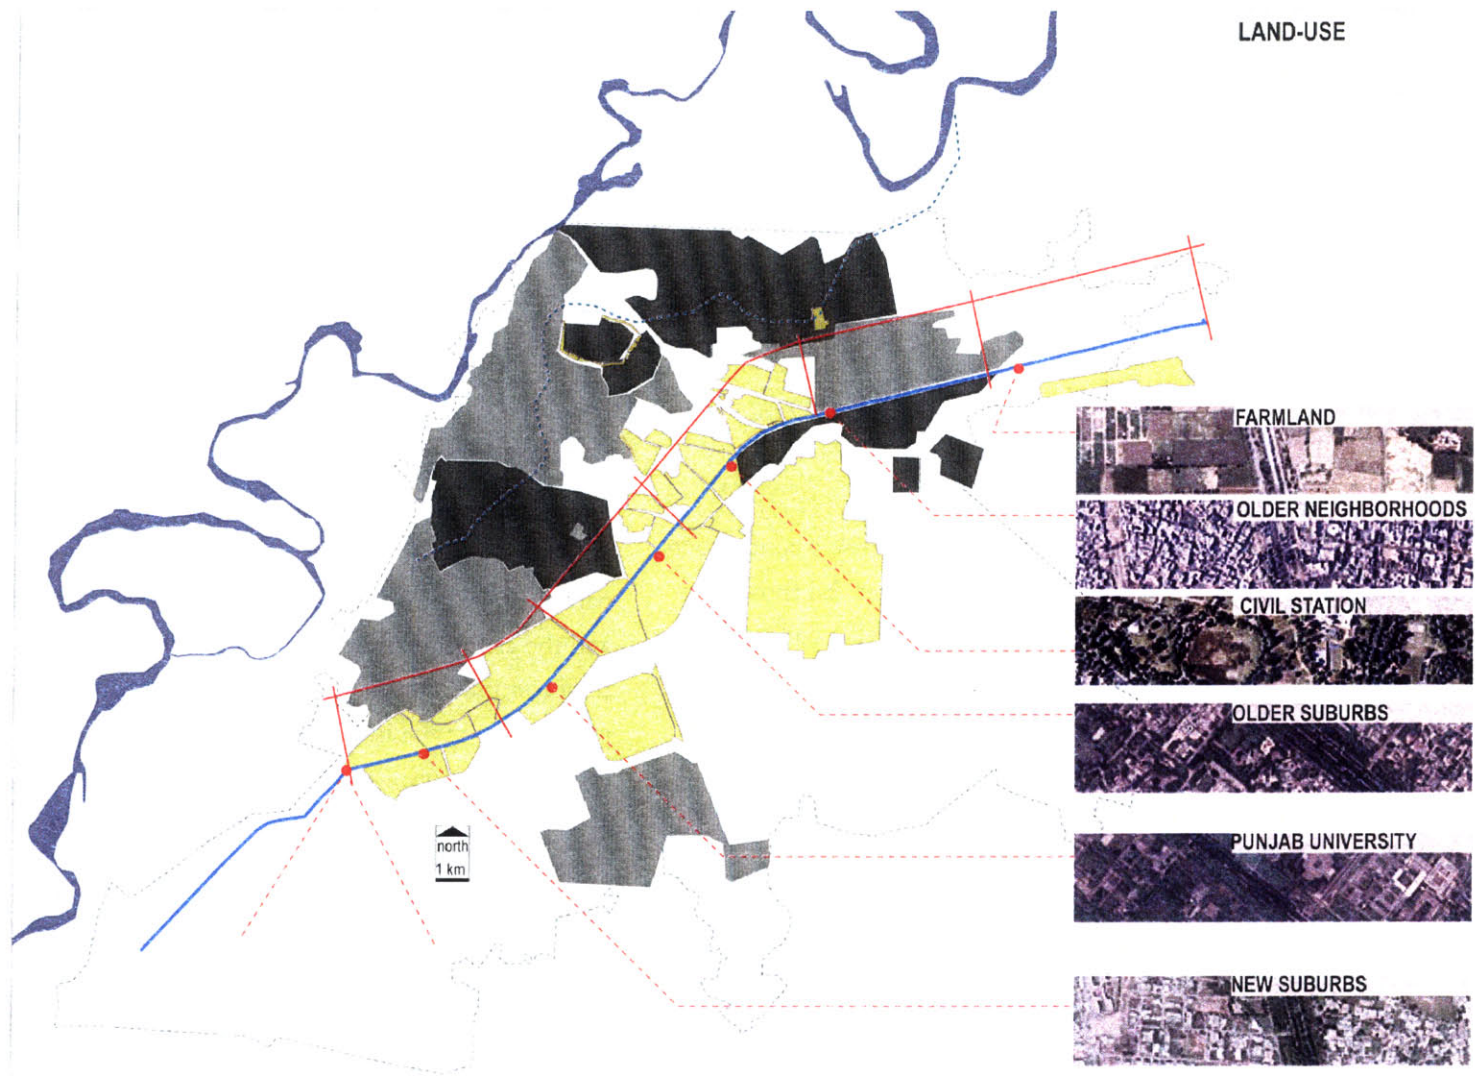 LAND-USE
FARMLAND
OLDER NEIGHBORHOODS
CIVIL STATION
OLDER SUBURBS
PUNJAB UNIVERSITY
NEW SUBURBS
north
1 km